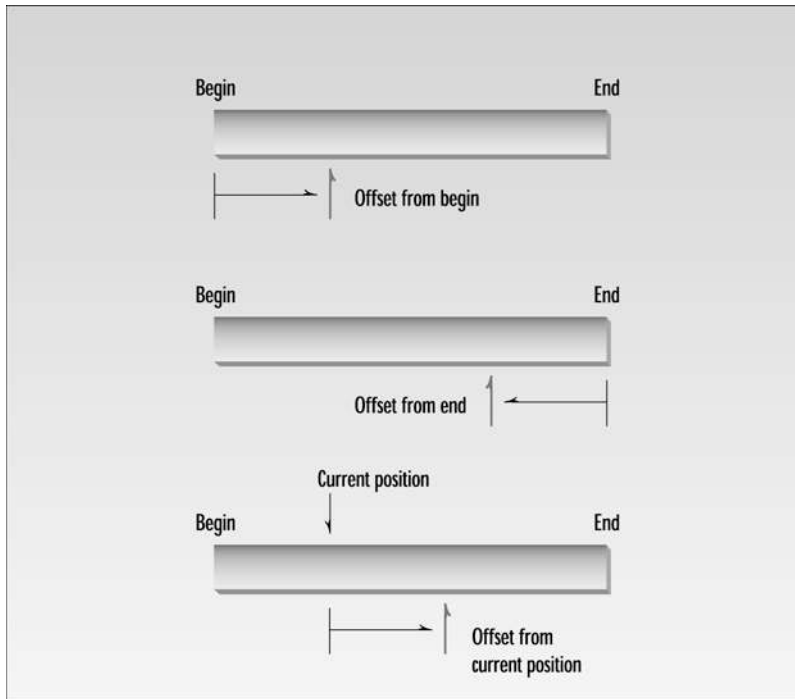 Begin
End
Offset from begin
Begin
End
Offset from end
Current position
Begin
End
Offset from
current position